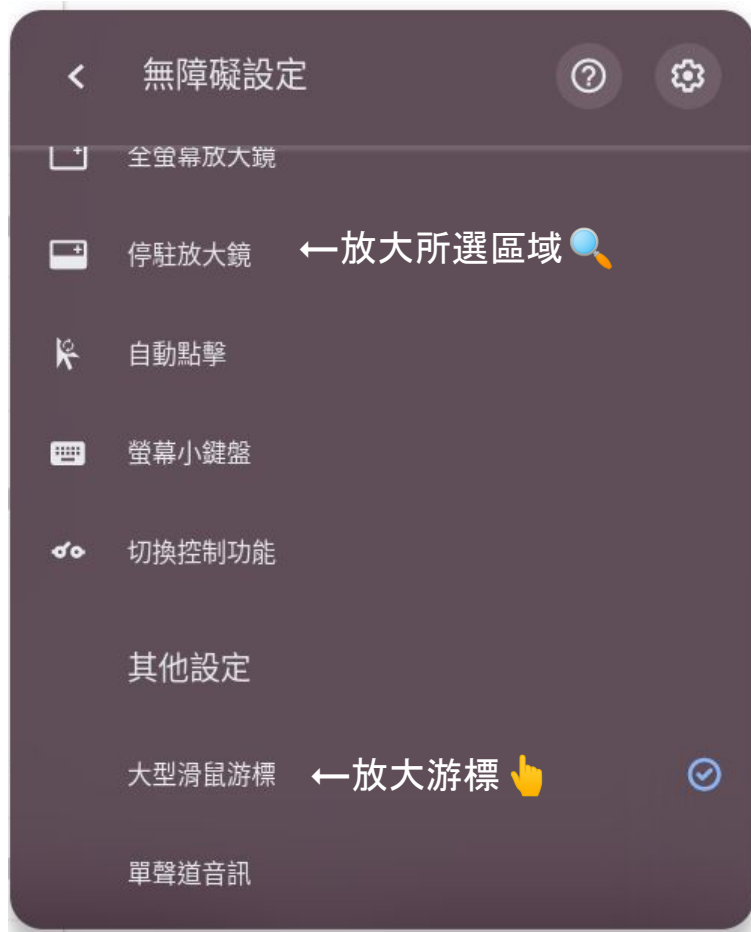 無障礙設定
全螢幕放大鏡
停駐放大鏡 ←放大所選區域🔍
自動點擊
螢幕小鍵盤
切換控制功能
其他設定
大型滑鼠游標 ←放大游標👆
單聲道音訊